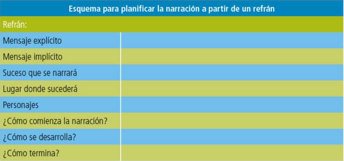 Esquema para planificar la narración a partir de un refrán
Refrán:
Mensaje explícito
Mensaje implícito
Suceso que se narrará
Lugar donde sucederá
Personajes
¿Cómo comienza la narración?
¿Cómo se desarrolla?
¿Cómo termina?